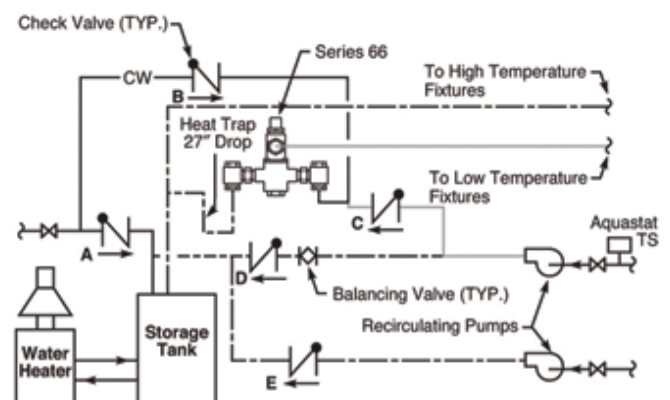 Check Valve (TYP.)
Series 66
CW
B
To High Temperature
Fixtures
Heat Trap
27" Drop
To Low Temperature
Fixtures
C
Aquastat
TS
A
D
Balancing Valve (TYP.)
Recirculating Pumps
Storage
Tank
Water
Heater
E